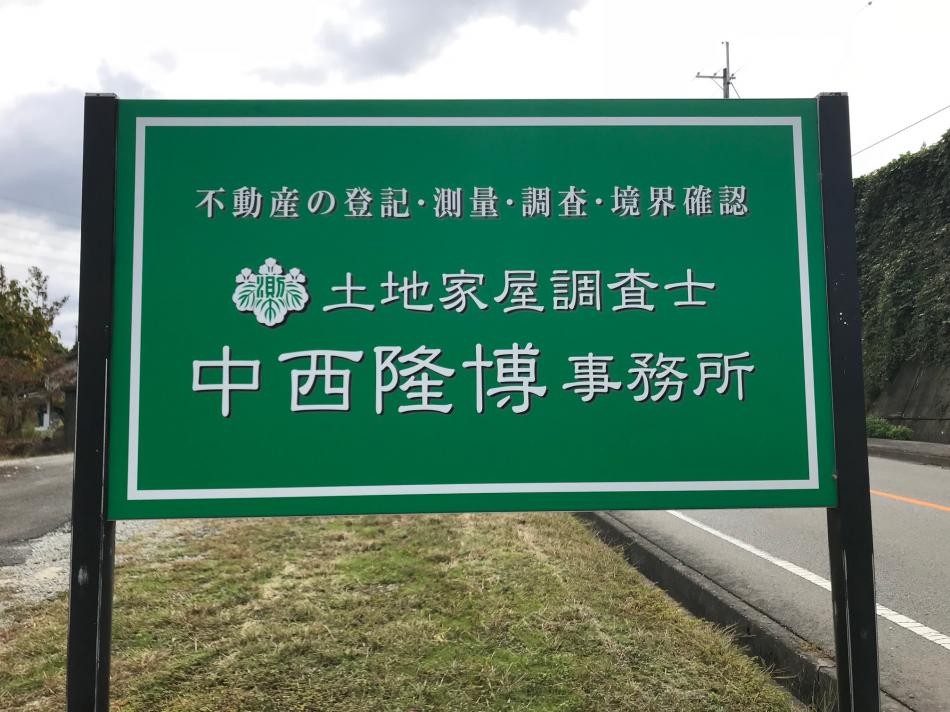 不動産の登記・測量・調査・境界確認
測 土地家屋調査士
中西隆博 事務所